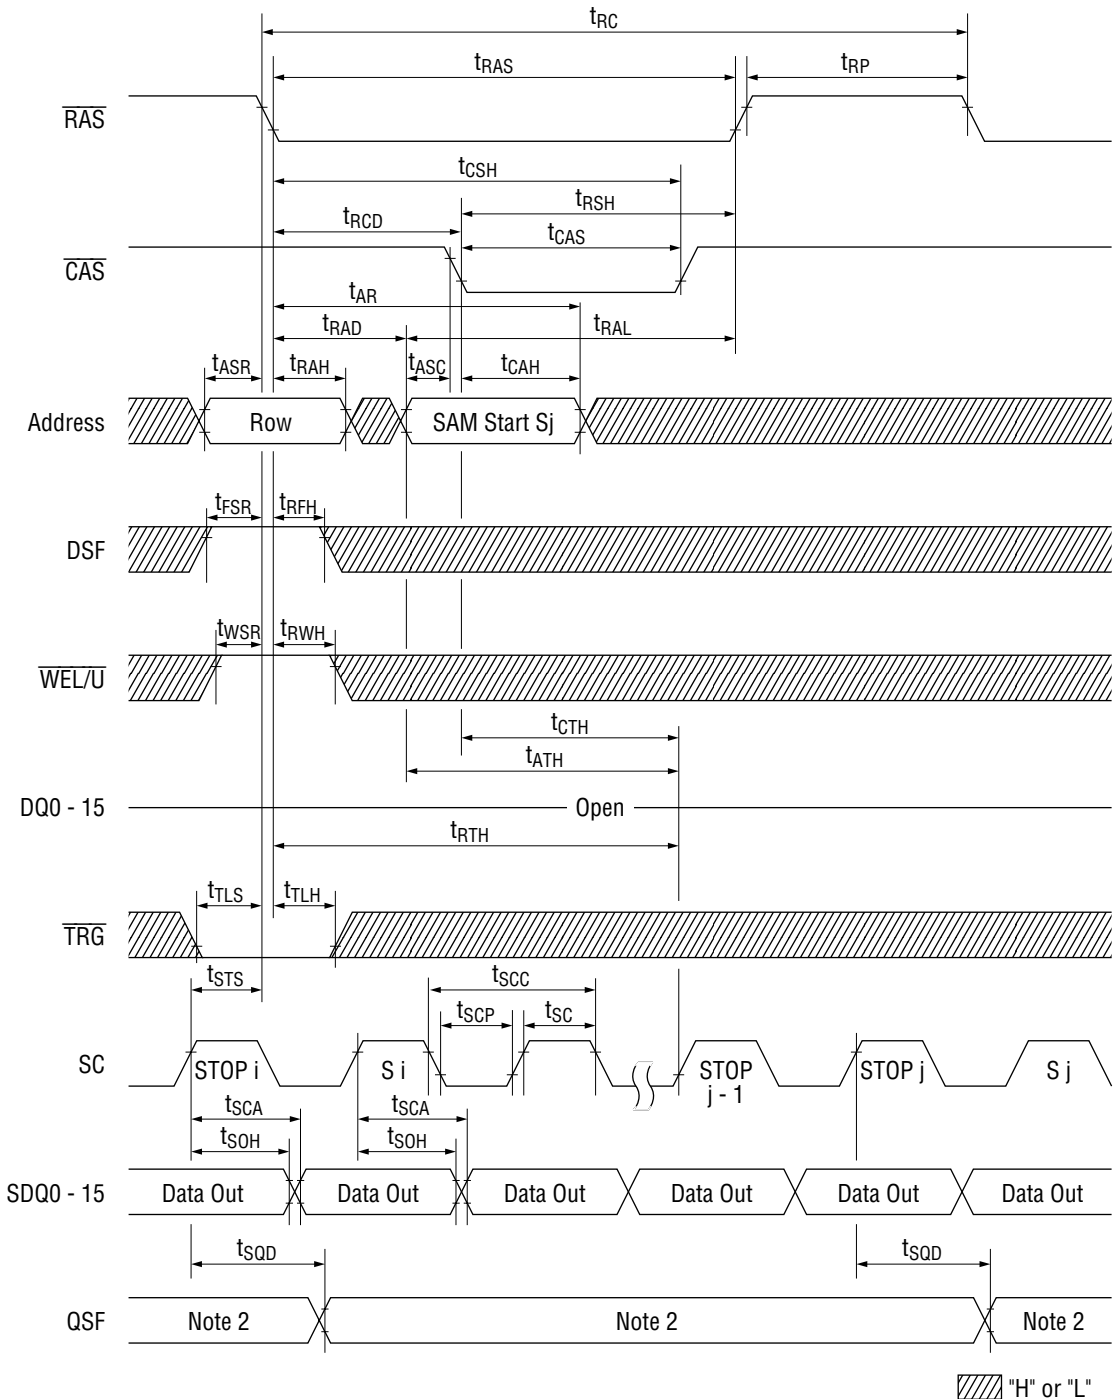 tRC
tRAS
tRP
RAS
tCSH
tRSH
tRCD
tCAS
CAS
tAR
tRAD
tRAL
tASR
tRAH
tASC
tCAH
Address
Row
SAM Start Sj
tFSR
tRFH
DSF
tWSR
tRWH
WEL/U
tCTH
tATH
DQ0 - 15
Open
tRTH
tTLS
tTLH
TRG
tSTS
tSCC
tSCP
tSC
SC
STOP i
S i
STOP
j - 1
STOP j
S j
tSCA
tSCA
tSOH
tSOH
SDQ0 - 15
Data Out
Data Out
Data Out
Data Out
Data Out
Data Out
tSQD
tSQD
QSF
Note 2
Note 2
Note 2
"H" or "L"